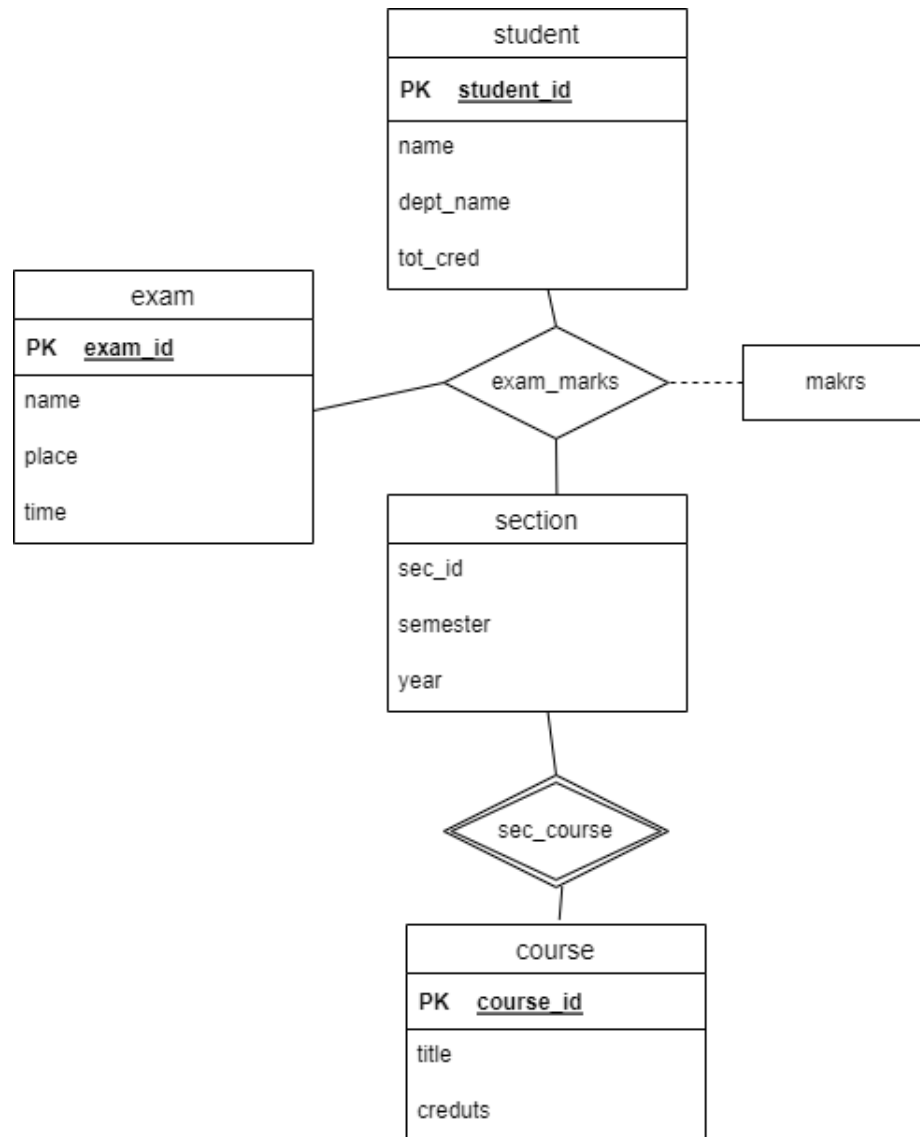 student
PK student_id
name
dept_name
tot_cred
exam
PK exam_id
name
place
time
exam_marks
makrs
section
sec_id
semester
year
sec_course
course
PK course_id
title
creduts